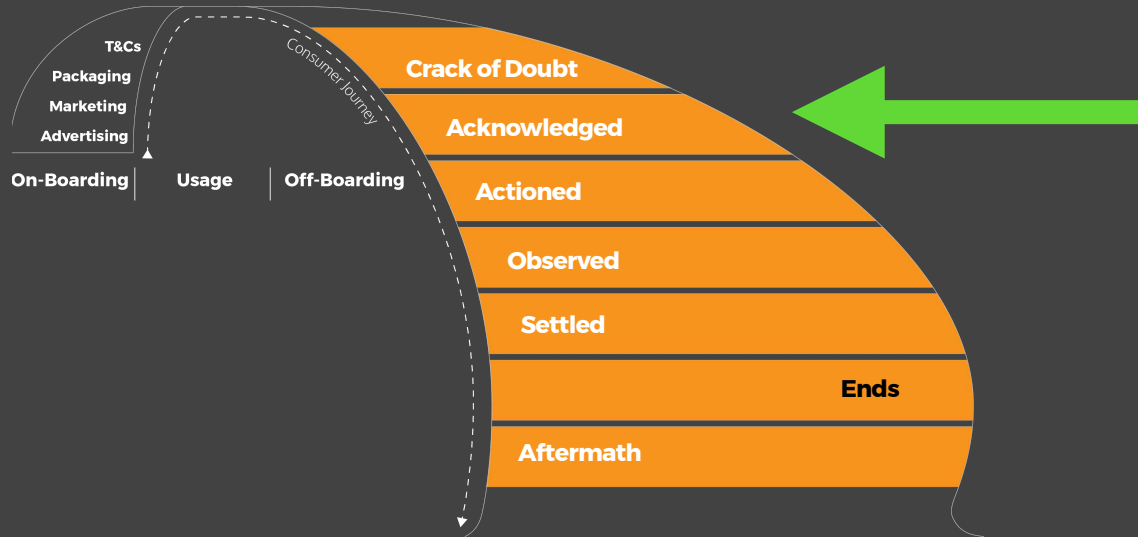 T&Cs
Packaging
Marketing
Advertising
On-Boarding
Usage
Off-Boarding
Consumer Journey
Crack of Doubt
Acknowledged
Actioned
Observed
Settled
Ends
Aftermath